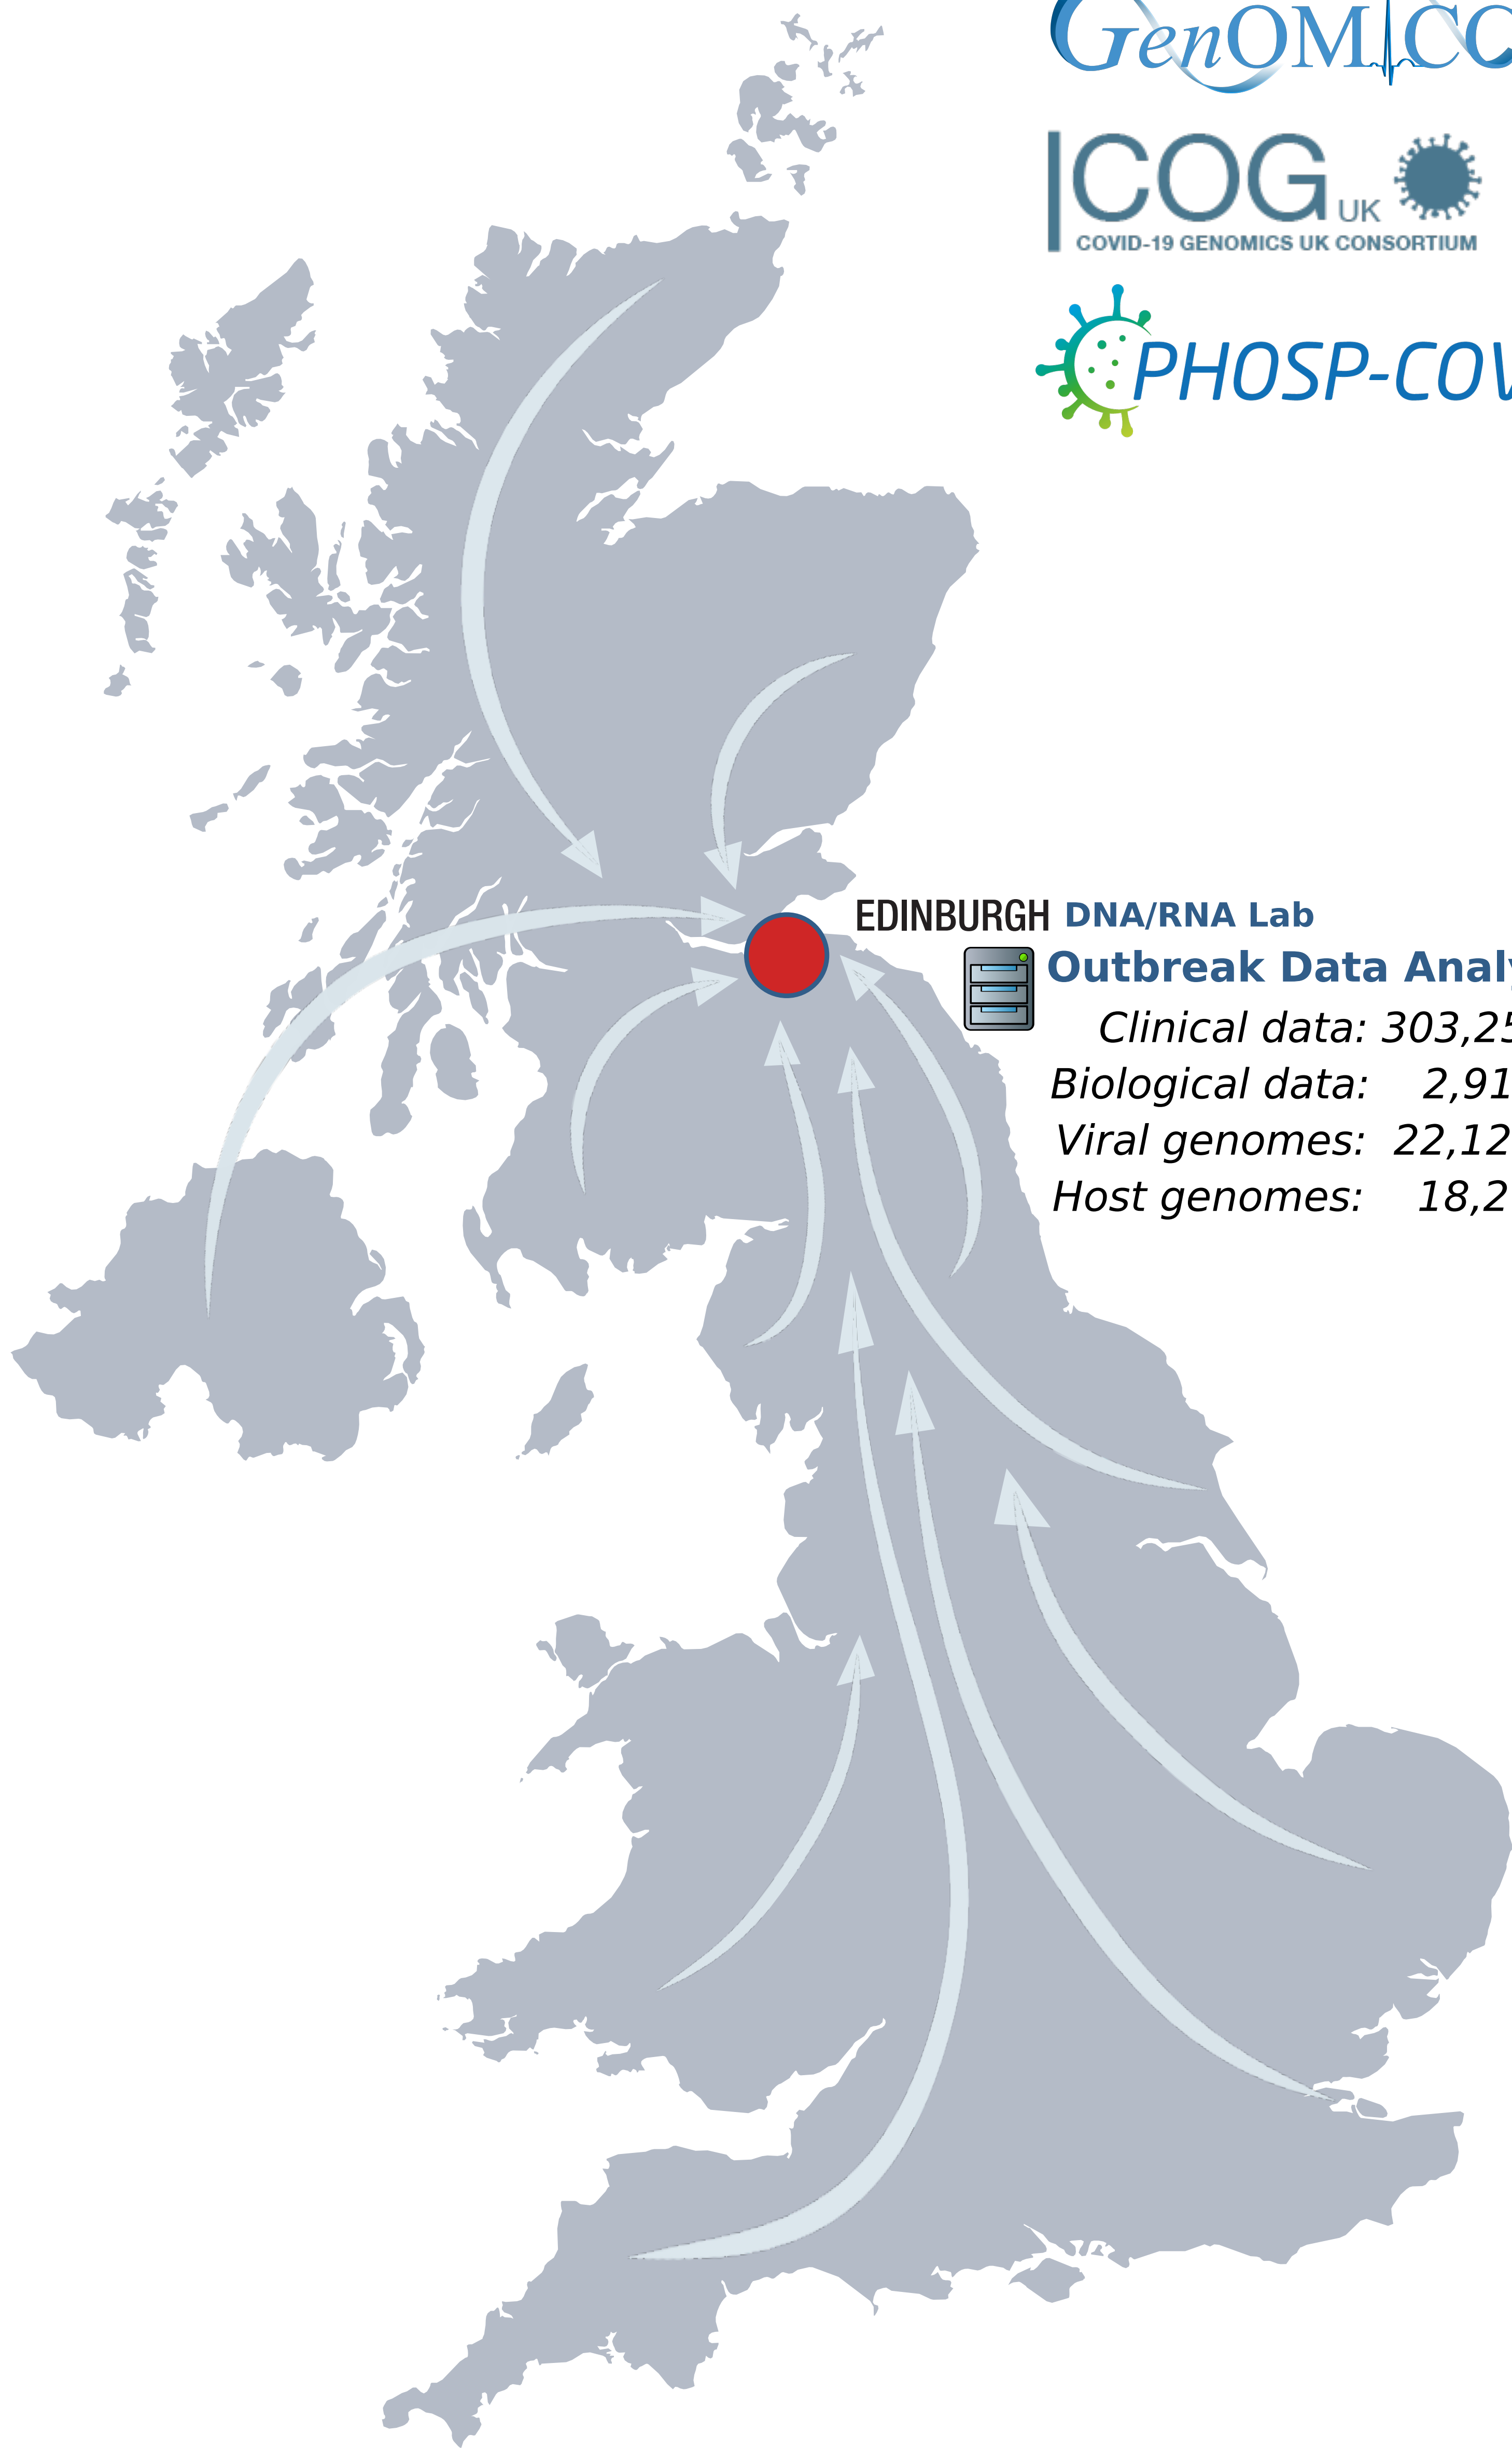 GenOMICC
COG UK
COVID-19 GENOMICS UK CONSORTIUM
PHOSP-COV
EDINBURGH DNA/RNA Lab
Outbreak Data Analy
Clinical data: 303,25
Biological data: 2,91
Viral genomes: 22,12
Host genomes: 18,2